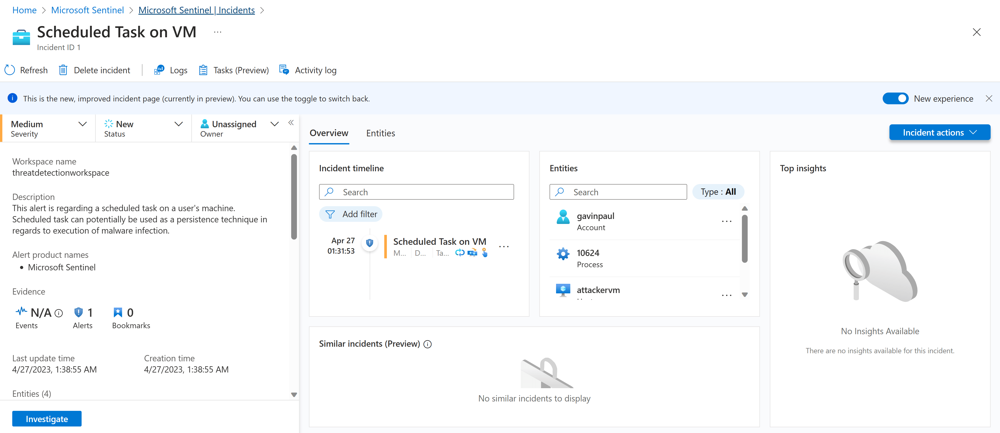 Home > Microsoft Sentinel > Microsoft Sentinel | Incidents >
Scheduled Task on VM ...
Incident ID 1
Refresh Delete incident Logs Tasks (Preview) Activity log
This is the new, improved incident page (currently in preview). You can use the toggle to switch back.
New experience
Medium
Severity
New
Status
Unassigned
Owner
Workspace name
threatdetectionworkspace
Description
This alert is regarding a scheduled task on a user's machine.
Scheduled task can potentially be used as a persistence technique in
regards to execution of malware infection.
Alert product names
• Microsoft Sentinel
Evidence
N/A
Events
1
Alerts
0
Bookmarks
Last update time
4/27/2023, 1:38:55 AM
Creation time
4/27/2023, 1:38:55 AM
Entities (4)
Investigate
Overview Entities
Incident actions
Incident timeline
Search
Add filter
Apr 27
01:31:53
Scheduled Task on VM
M... D... Ta...
Entities
Search
Type : All
gavinpaul
Account
10624
Process
attackervm
Top insights
No Insights Available
There are no insights available for this incident.
Similar incidents (Preview)
No similar incidents to display